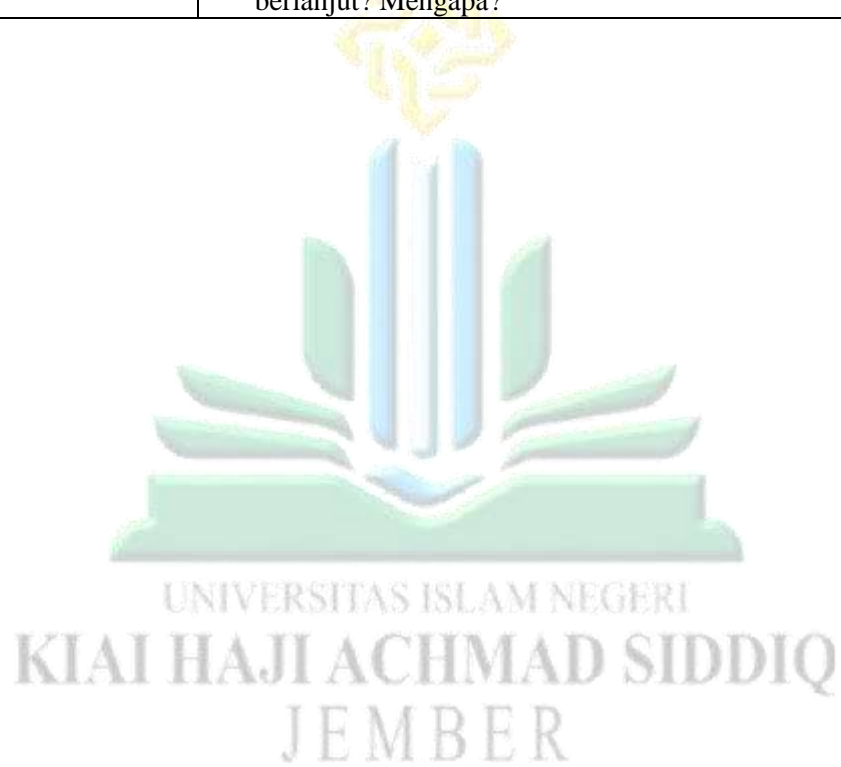 berlanjut? Mengapa?
UNIVERSITAS ISLAM NEGERI
KIAI HAJI ACHMAD SIDDIQ
JEMBER